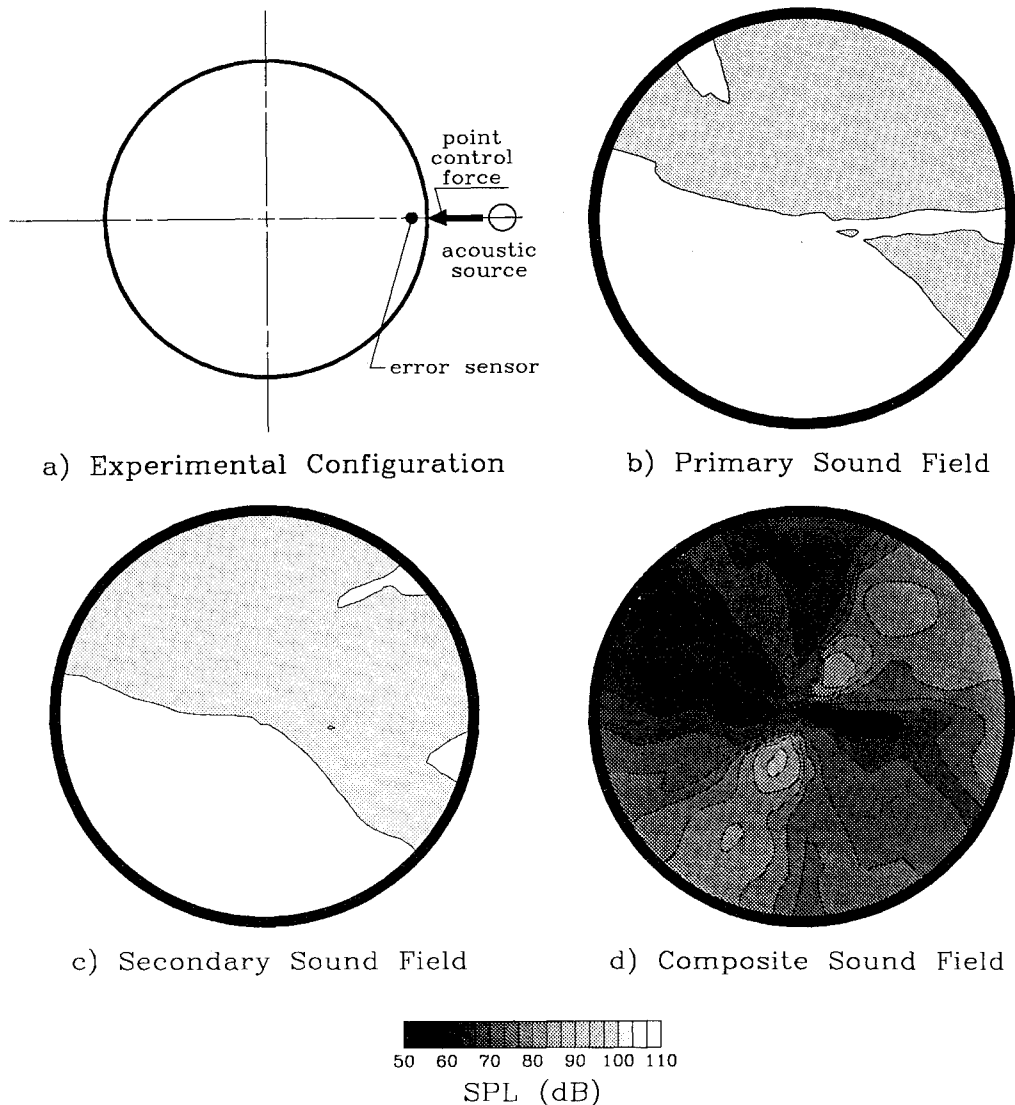 point
control
force
acoustic
source
error sensor
a) Experimental Configuration
b) Primary Sound Field
c) Secondary Sound Field
d) Composite Sound Field
50 60 70 80 90 100 110
SPL (dB)